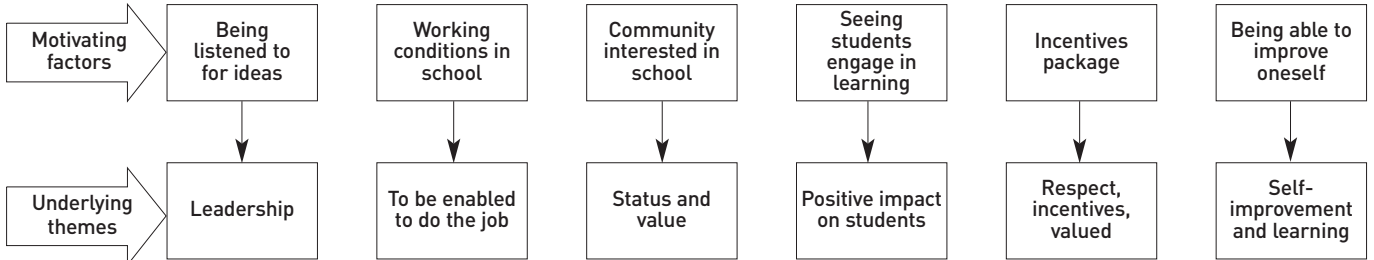 Motivating
factors
Being
listened to
for ideas
Working
conditions in
school
Community
interested in
school
Seeing
students
engage in
learning
Incentives
package
Being able to
improve
oneself
Underlying
themes
Leadership
To be enabled
to do the job
Status and
value
Positive impact
on students
Respect,
incentives,
valued
Self-
improvement
and learning